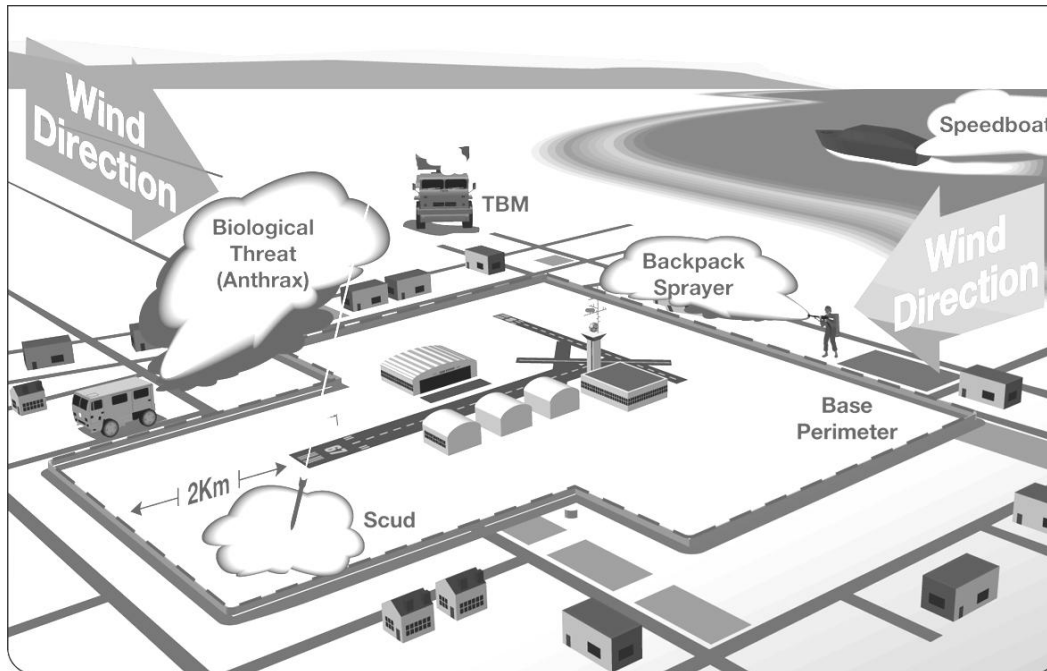 Wind
Direction
Speedboat
TBM
Biological
Threat
(Anthrax)
Backpack
Sprayer
Wind
Direction
Base
Perimeter
2Km
Scud